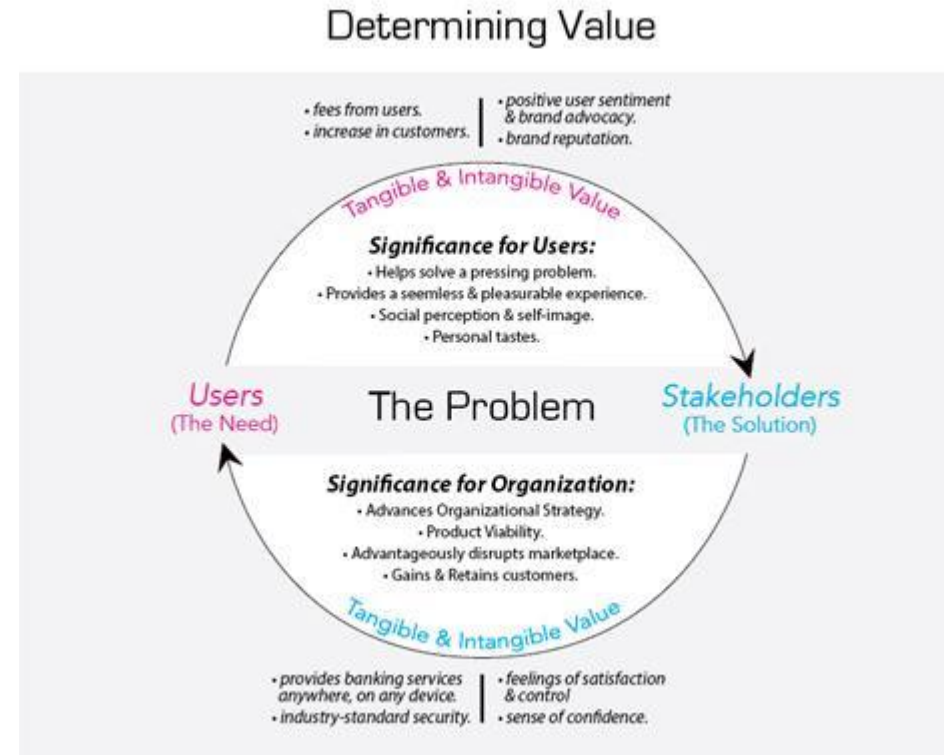 Determining Value
• fees from users.
• increase in customers.
• positive user sentiment
& brand advocacy.
• brand reputation.
Tangible & Intangible Value
Significance for Users:
• Helps solve a pressing problem.
• Provides a seemless & pleasurable experience.
• Social perception & self-image.
• Personal tastes.
Users
(The Need)
The Problem
Stakeholders
(The Solution)
Significance for Organization:
• Advances Organizational Strategy.
• Product Viability.
• Advantageously disrupts marketplace.
• Gains & Retains customers.
Tangible & Intangible Value
• provides banking services
anywhere, on any device.
• industry-standard security.
• feelings of satisfaction
& control
• sense of confidence.